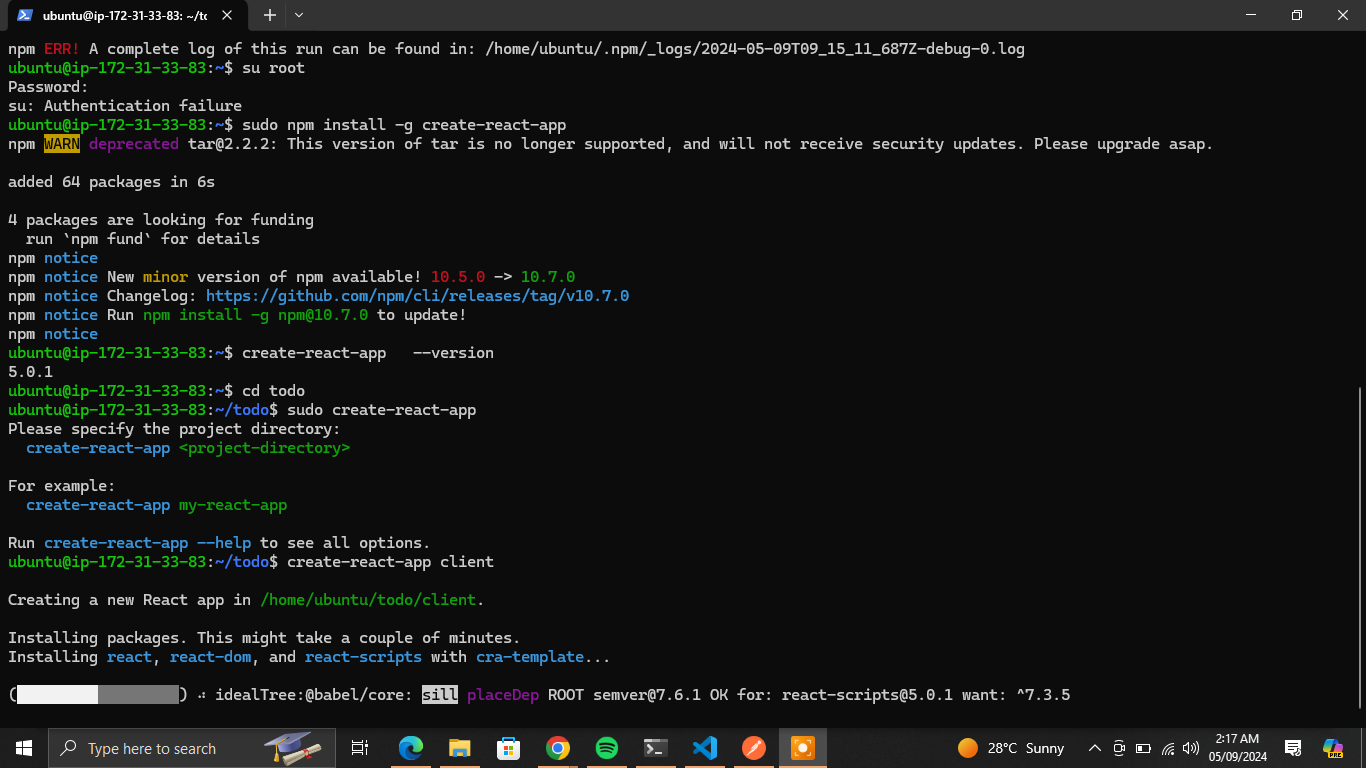 ubuntu@ip-172-31-33-83: ~/to
npm ERR! A complete log of this run can be found in: /home/ubuntu/.npm/_logs/2024-05-09T09_15_11_687Z-debug-0.log
ubuntu@ip-172-31-33-83:~$ su root
Password:
su: Authentication failure
ubuntu@ip-172-31-33-83:~$ sudo npm install -g create-react-app
npm WARN deprecated tar@2.2.2: This version of tar is no longer supported, and will not receive security updates. Please upgrade asap.
added 64 packages in 6s
4 packages are looking for funding
  run `npm fund` for details
npm notice
npm notice New minor version of npm available! 10.5.0 -> 10.7.0
npm notice Changelog: https://github.com/npm/cli/releases/tag/v10.7.0
npm notice Run npm install -g npm@10.7.0 to update!
npm notice
ubuntu@ip-172-31-33-83:~$ create-react-app   --version
5.0.1
ubuntu@ip-172-31-33-83:~$ cd todo
ubuntu@ip-172-31-33-83:~/todo$ sudo create-react-app
Please specify the project directory:
  create-react-app <project-directory>
For example:
  create-react-app my-react-app
Run create-react-app --help to see all options.
ubuntu@ip-172-31-33-83:~/todo$ create-react-app client
Creating a new React app in /home/ubuntu/todo/client.
Installing packages. This might take a couple of minutes.
Installing react, react-dom, and react-scripts with cra-template...
() ⠴ idealTree:@babel/core: sill placeDep ROOT semver@7.6.1 OK for: react-scripts@5.0.1 want: ^7.3.5
Type here to search
28°C Sunny
2:17 AM
05/09/2024
PRE